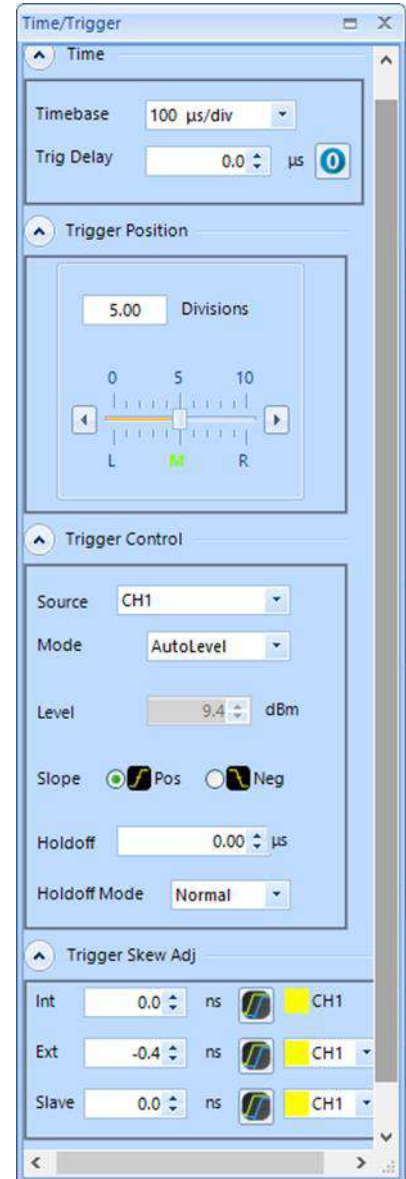 Time/Trigger
Time
Timebase 100 µs/div
Trig Delay 0.0 µs 0
Trigger Position
5.00 Divisions
0 5 10
L M R
Trigger Control
Source CH1
Mode AutoLevel
Level 9.4 dBm
Slope Pos Neg
Holdoff 0.00 µs
Holdoff Mode Normal
Trigger Skew Adj
Int 0.0 ns CH1
Ext -0.4 ns CH1
Slave 0.0 ns CH1